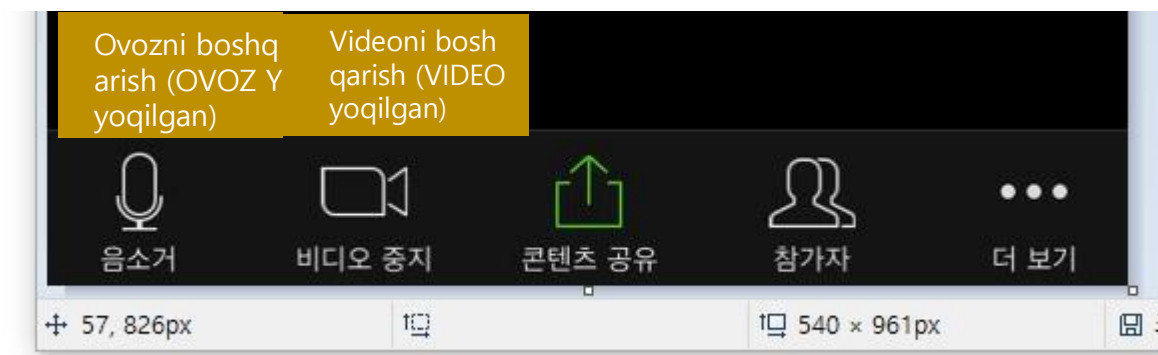 Ovozni boshq
arish (OVOZ Y
yoqilgan)
Videoni bosh
qarish (VIDEO
yoqilgan)
음소거
비디오 중지
콘텐츠 공유
참가자
더 보기
57, 826px
540 × 961px